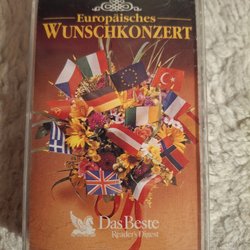 Europäisches
WUNSCHKONZERT
Das Beste
Reader's Digest